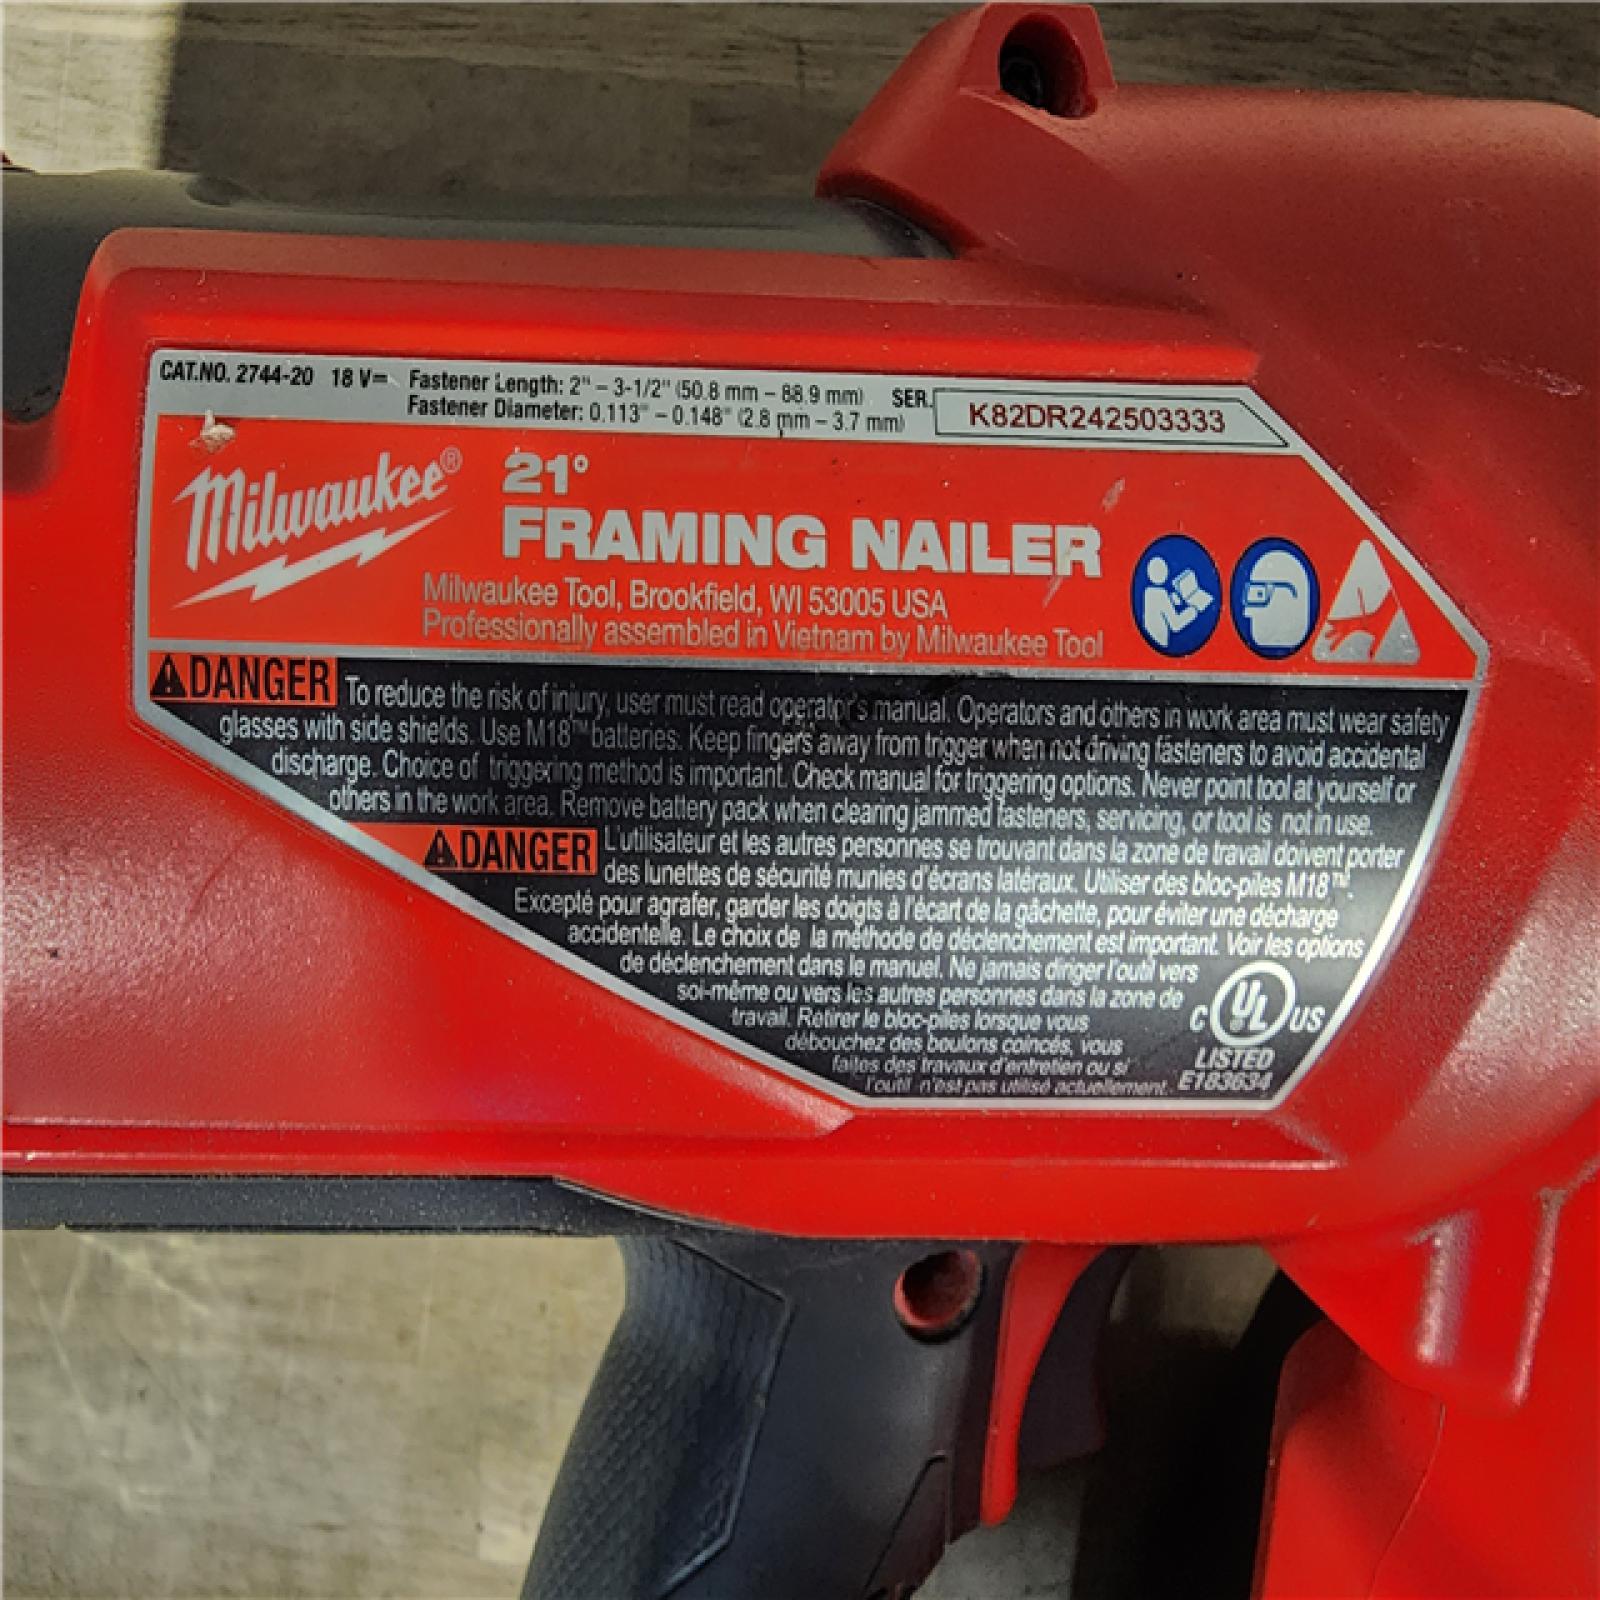 CAT.NO. 2744-20 18 V⎓ Fastener Length: 2" – 3-1/2" (50.8 mm – 88.9 mm) SER. K82DR242503333
Fastener Diameter: 0.113" – 0.148" (2.8 mm – 3.7 mm)
Milwaukee®
21°
FRAMING NAILER
Milwaukee Tool, Brookfield, WI 53005 USA
Professionally assembled in Vietnam by Milwaukee Tool
DANGER To reduce the risk of injury, user must read operator's manual. Operators and others in work area must wear safety
glasses with side shields. Use M18™ batteries. Keep fingers away from trigger when not driving fasteners to avoid accidental
discharge. Choice of triggering method is important. Check manual for triggering options. Never point tool at yourself or
others in the work area. Remove battery pack when clearing jammed fasteners, servicing, or tool is not in use.
DANGER L'utilisateur et les autres personnes se trouvant dans la zone de travail doivent porter
des lunettes de sécurité munies d'écrans latéraux. Utiliser des bloc-piles M18™.
Excepté pour agrafer, garder les doigts à l'écart de la gâchette, pour éviter une décharge
accidentelle. Le choix de la méthode de déclenchement est important. Voir les options
de déclenchement dans le manuel. Ne jamais diriger l'outil vers
soi-même ou vers les autres personnes dans la zone de
travail. Retirer le bloc-piles lorsque vous
débouchez des boulons coincés, vous
faites des travaux d'entretien ou si
l'outil n'est pas utilisé actuellement.
C UL US
LISTED
E183634